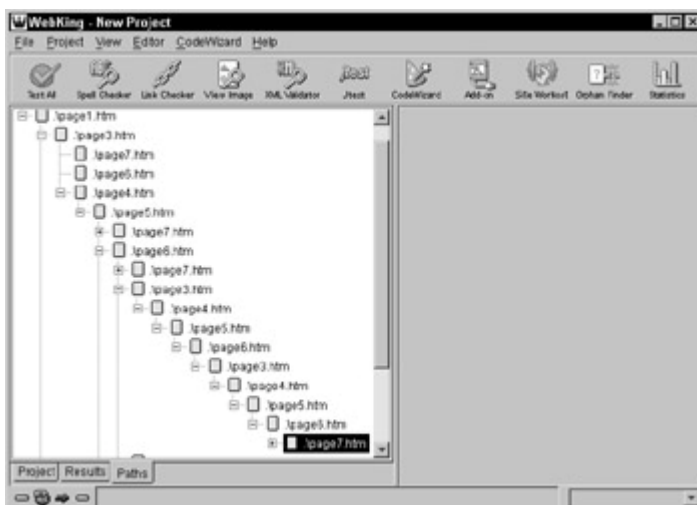 WebKing - New Project
File Project View Editor CodeWizard Help
Test All Spell Checker Link Checker View Image XML Validator Jtest CodeWizard Add-on Site Workout Orphan Finder Statistics
.\page1.htm
.\page3.htm
.\page7.htm
.\page6.htm
.\page4.htm
.\page5.htm
.\page7.htm
.\page6.htm
.\page7.htm
.\page3.htm
.\page4.htm
.\page5.htm
.\page6.htm
.\page3.htm
.\page4.htm
.\page5.htm
.\page6.htm
.\page7.htm
Project Results Paths